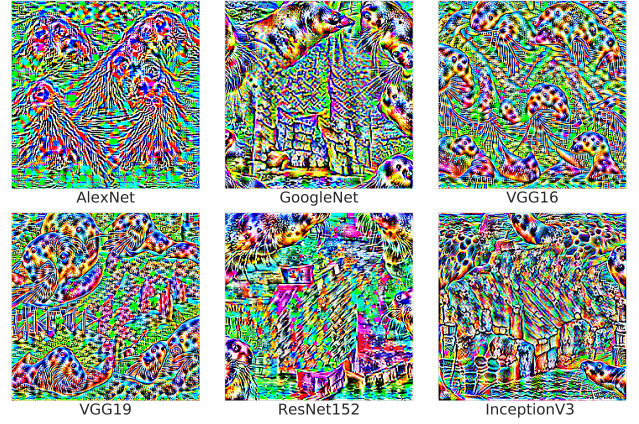 AlexNet
GoogleNet
VGG16
VGG19
ResNet152
InceptionV3